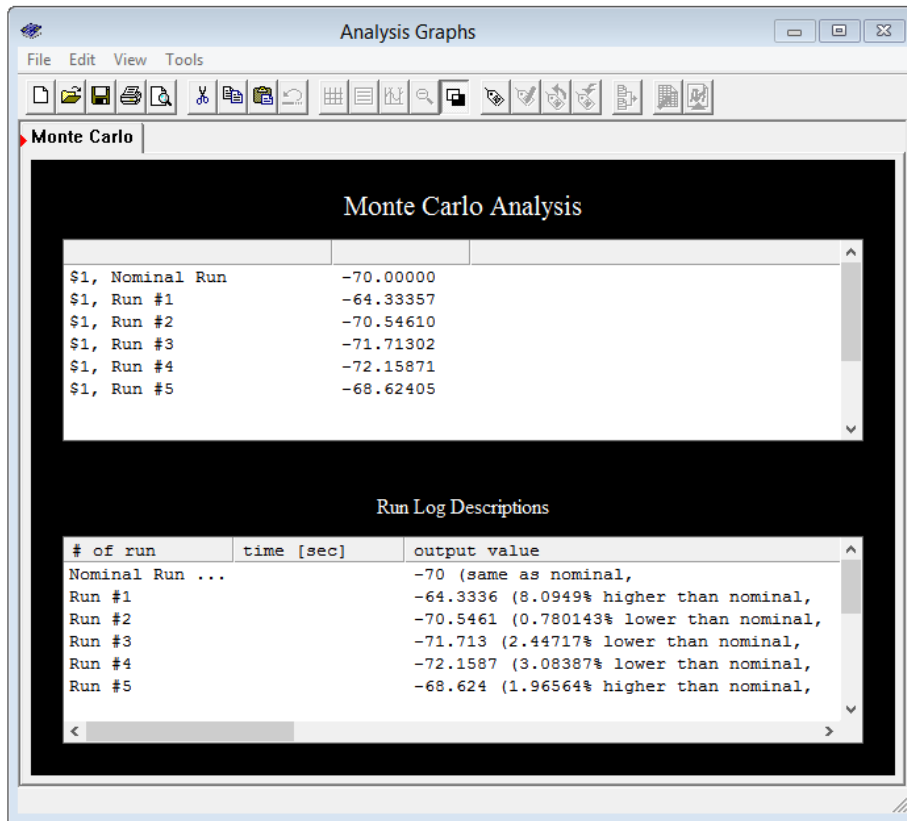 Analysis Graphs
File Edit View Tools
Monte Carlo
Monte Carlo Analysis
$1, Nominal Run -70.00000
$1, Run #1 -64.33357
$1, Run #2 -70.54610
$1, Run #3 -71.71302
$1, Run #4 -72.15871
$1, Run #5 -68.62405
Run Log Descriptions
# of run time [sec] output value
Nominal Run ... -70 (same as nominal,
Run #1 -64.3336 (8.0949% higher than nominal,
Run #2 -70.5461 (0.780143% lower than nominal,
Run #3 -71.713 (2.44717% lower than nominal,
Run #4 -72.1587 (3.08387% lower than nominal,
Run #5 -68.624 (1.96564% higher than nominal,